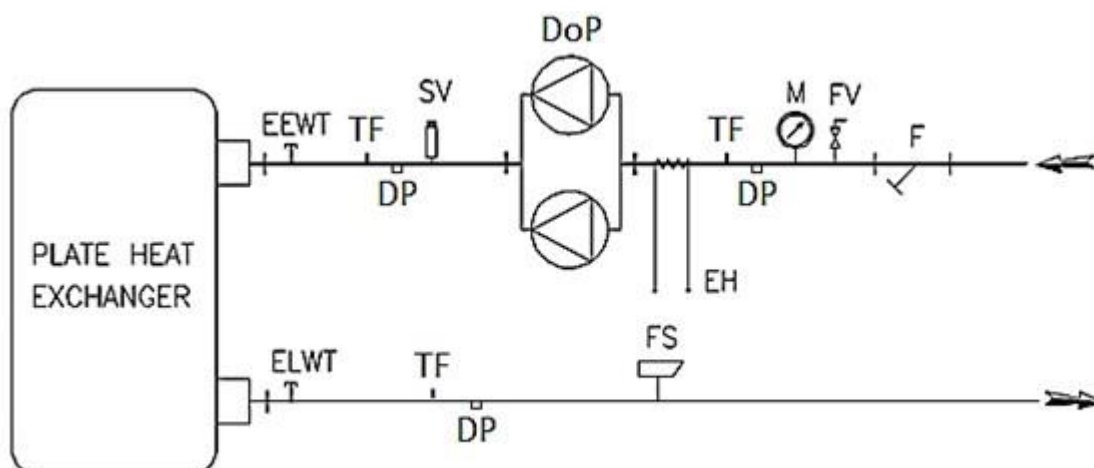 DoP
SV
M
FV
EEWT
TF
TF
F
DP
DP
PLATE HEAT
EXCHANGER
EH
FS
ELWT
TF
DP